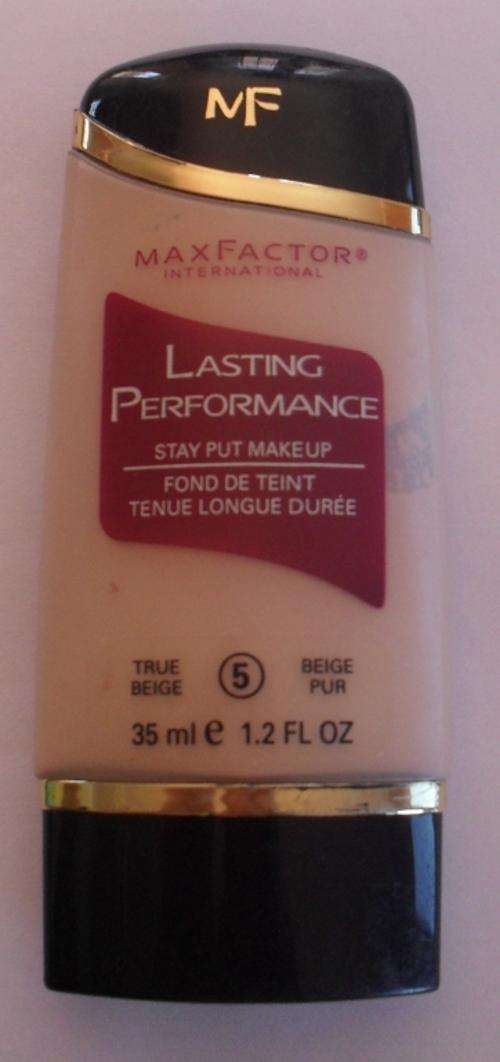 MF
MAXFACTOR®
INTERNATIONAL
LASTING
PERFORMANCE
STAY PUT MAKEUP
FOND DE TEINT
TENUE LONGUE DURÉE
TRUE 5 BEIGE
BEIGE PUR
35 ml e 1.2 FL OZ